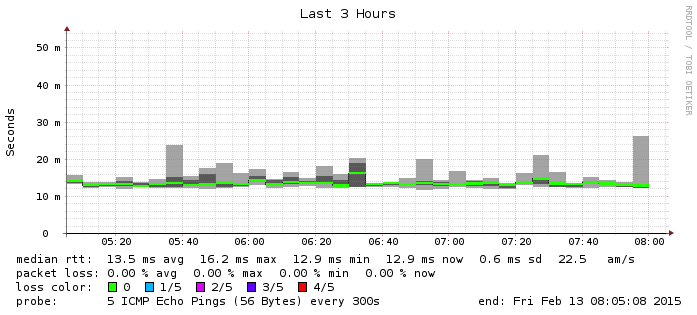 Last 3 Hours
RRDTOOL / TOBI OETIKER
Seconds
50 m
40 m
30 m
20 m
10 m
0
05:20 05:40 06:00 06:20 06:40 07:00 07:20 07:40 08:00
median rtt: 13.5 ms avg 16.2 ms max 12.9 ms min 12.9 ms now 0.6 ms sd 22.5 am/s
packet loss: 0.00 % avg 0.00 % max 0.00 % min 0.00 % now
loss color: 0 1/5 2/5 3/5 4/5
probe: 5 ICMP Echo Pings (56 Bytes) every 300s end: Fri Feb 13 08:05:08 2015